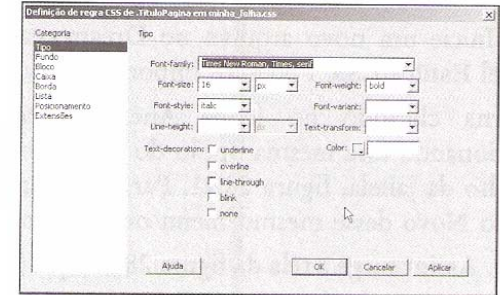 Definição de regra CSS de .TituloPagina em minha_folha.css
Categoria
Tipo
Fundo
Bloco
Caixa
Borda
Lista
Posicionamento
Extensões
Tipo
Font-family: Times New Roman, Times, serif
Font-size: 16 px Font-weight: bold
Font-style: italic Font-variant:
Line-height: Text-transform:
Text-decoration: underline Color:
overline
line-through
blink
none
Ajuda OK Cancelar Aplicar